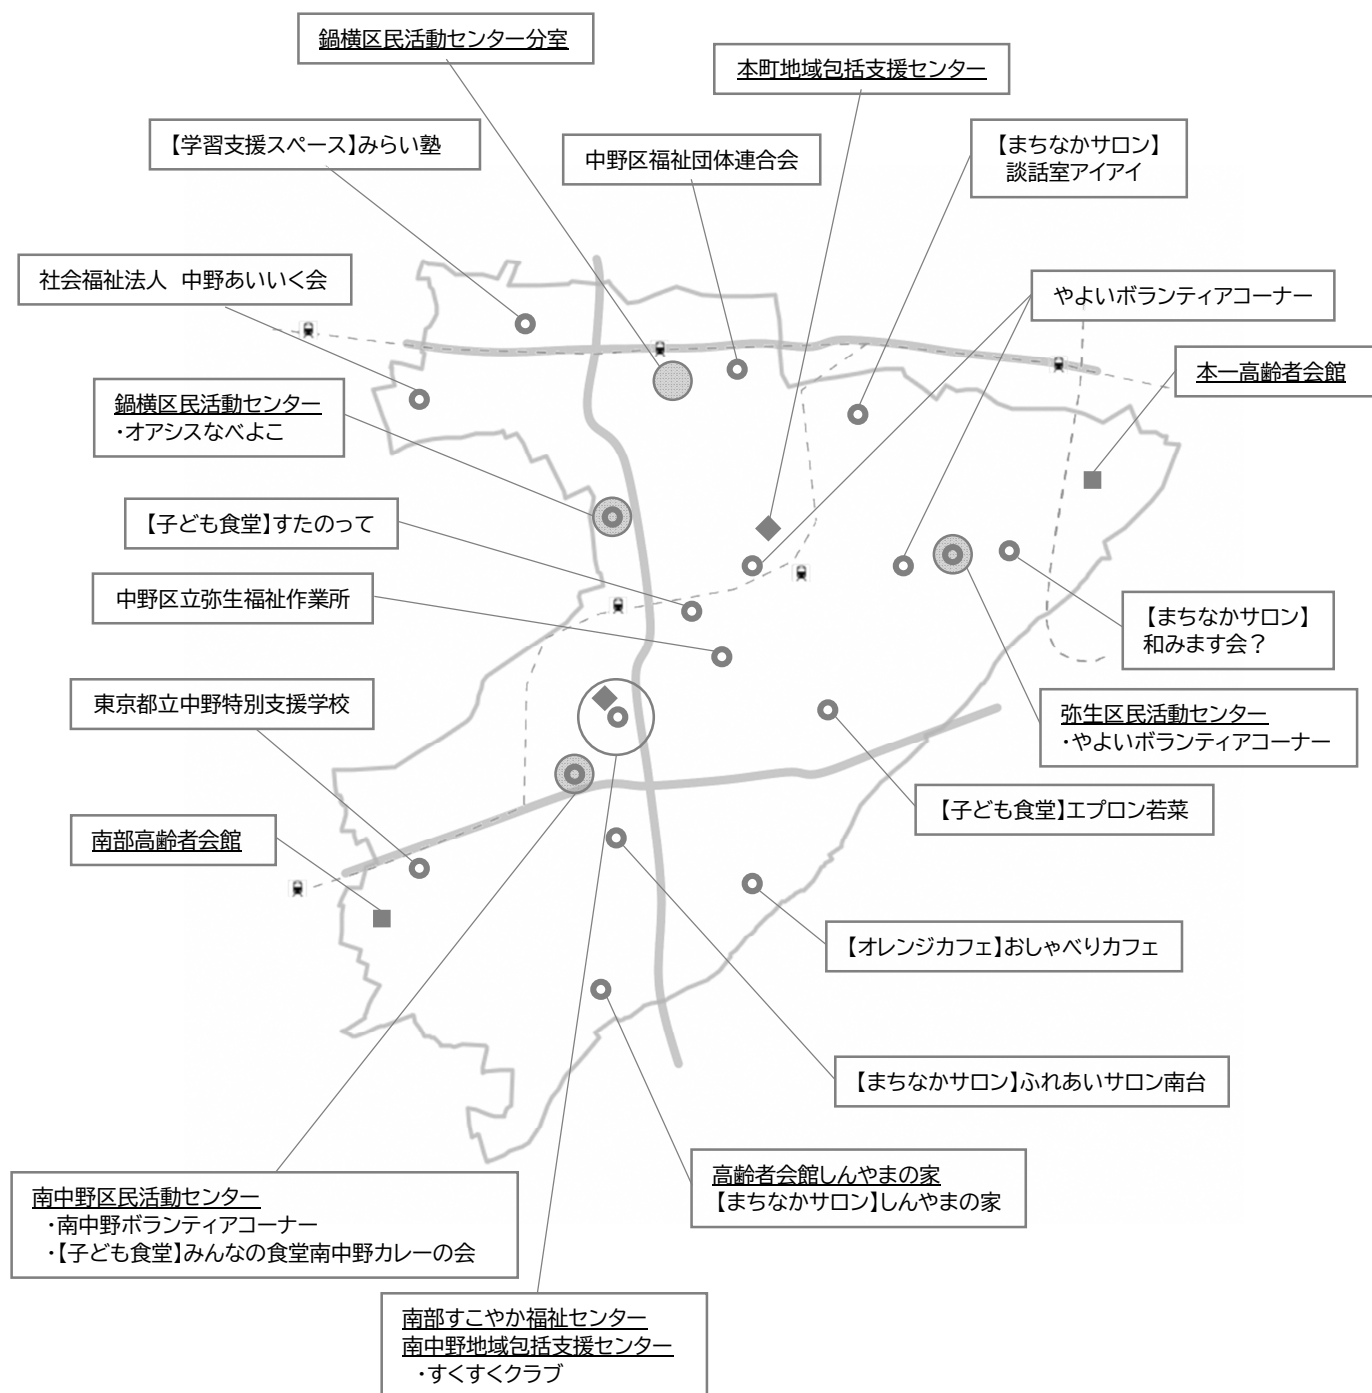 鍋横区民活動センター分室
本町地域包括支援センター
【学習支援スペース】みらい塾
中野区福祉団体連合会
【まちなかサロン】
談話室アイアイ
社会福祉法人　中野あいいく会
やよいボランティアコーナー
本一高齢者会館
鍋横区民活動センター
・オアシスなべよこ
【子ども食堂】すたのって
中野区立弥生福祉作業所
【まちなかサロン】
和みます会？
東京都立中野特別支援学校
弥生区民活動センター
・やよいボランティアコーナー
【子ども食堂】エプロン若菜
南部高齢者会館
【オレンジカフェ】おしゃべりカフェ
【まちなかサロン】ふれあいサロン南台
高齢者会館しんやまの家
【まちなかサロン】しんやまの家
南中野区民活動センター
・南中野ボランティアコーナー
・【子ども食堂】みんなの食堂南中野カレーの会
南部すこやか福祉センター
南中野地域包括支援センター
・すくすくクラブ